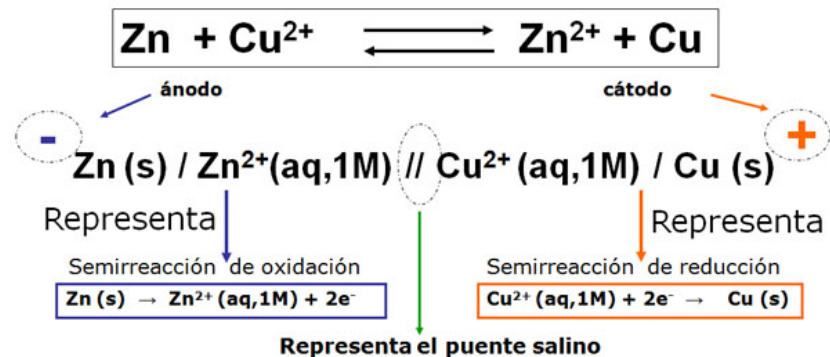 Zn + Cu²⁺ ⇌ Zn²⁺ + Cu
ánodo cátodo
- +
Zn (s) / Zn²⁺(aq,1M) // Cu²⁺ (aq,1M) / Cu (s)
Representa Representa
Semirreacción de oxidación Semirreacción de reducción
Zn (s) → Zn²⁺ (aq,1M) + 2e⁻ Cu²⁺ (aq,1M) + 2e⁻ → Cu (s)
Representa el puente salino